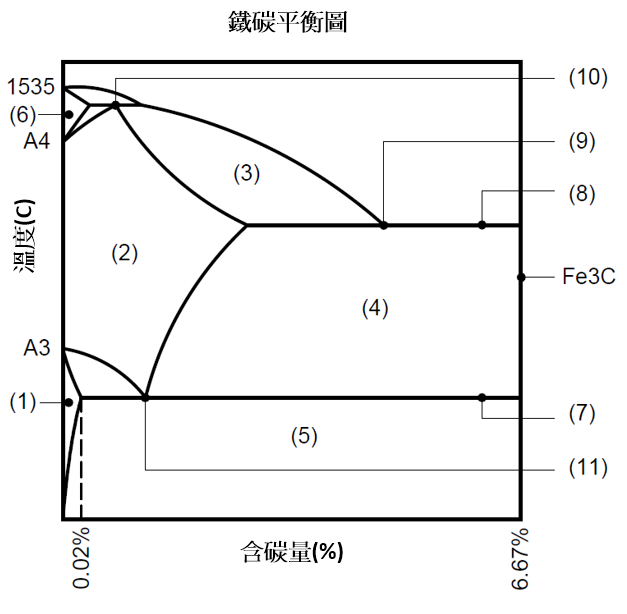 鐵碳平衡圖
1535
(10)
(6)
A4
(9)
(3)
(8)
溫度(C)
(2)
Fe3C
(4)
A3
(1)
(7)
(5)
(11)
0.02%
含碳量(%)
6.67%